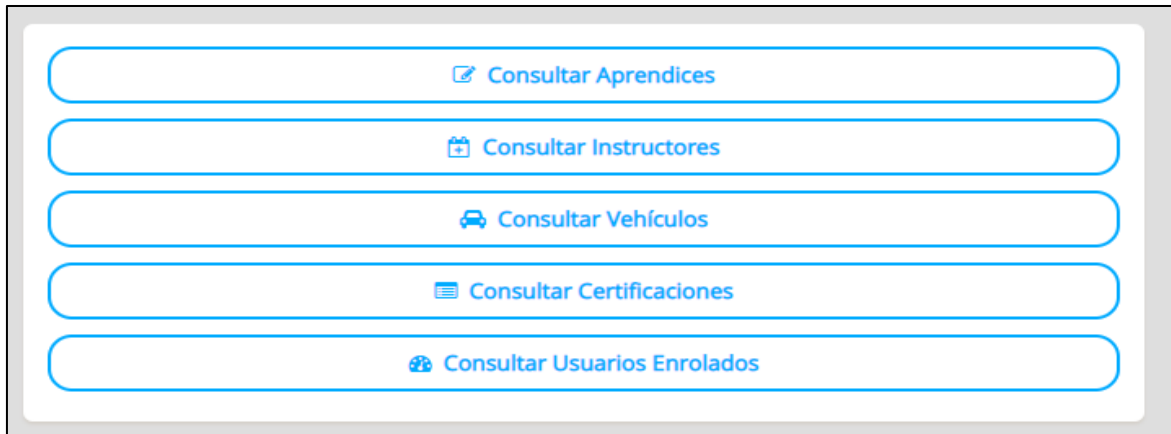 Consultar Aprendices
Consultar Instructores
Consultar Vehículos
Consultar Certificaciones
Consultar Usuarios Enrolados